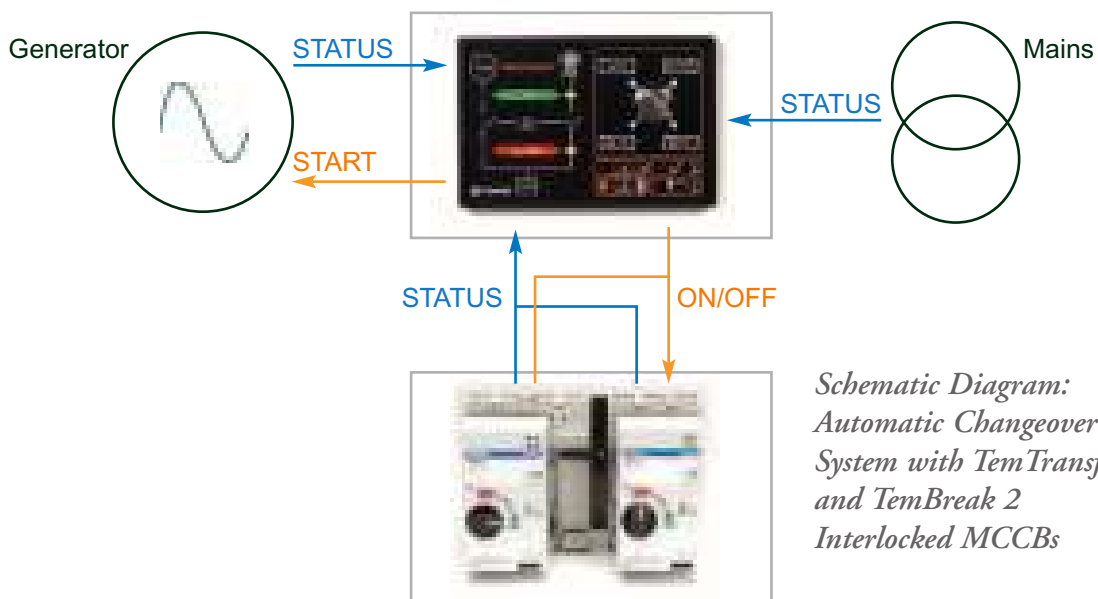 Generator
STATUS
Mains
STATUS
START
STATUS
ON/OFF
Schematic Diagram:
Automatic Changeover
System with TemTransf
and TemBreak 2
Interlocked MCCBs